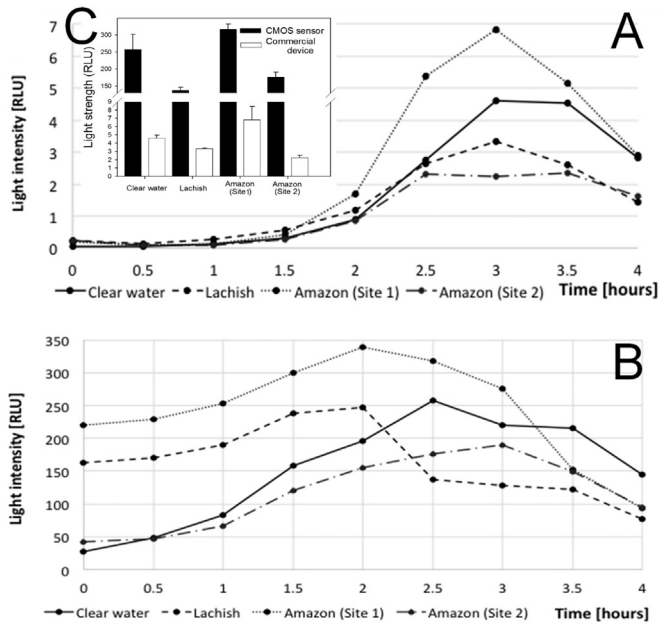 C
CMOS sensor
Commercial
device
Light strength (RLU)
350
300
250
200
150
9
8
7
6
5
4
3
2
1
0
Clear water
Lachish
Amazon
(Site1)
Amazon
(Site 2)
A
Light intensity [RLU]
7
6
5
4
3
2
1
0
0 0.5 1 1.5 2 2.5 3 3.5 4
Clear water Lachish Amazon (Site 1) Amazon (Site 2) Time [hours]
B
Light intensity [RLU]
350
300
250
200
150
100
50
0
0 0.5 1 1.5 2 2.5 3 3.5 4
Clear water Lachish Amazon (Site 1) Amazon (Site 2) Time [hours]